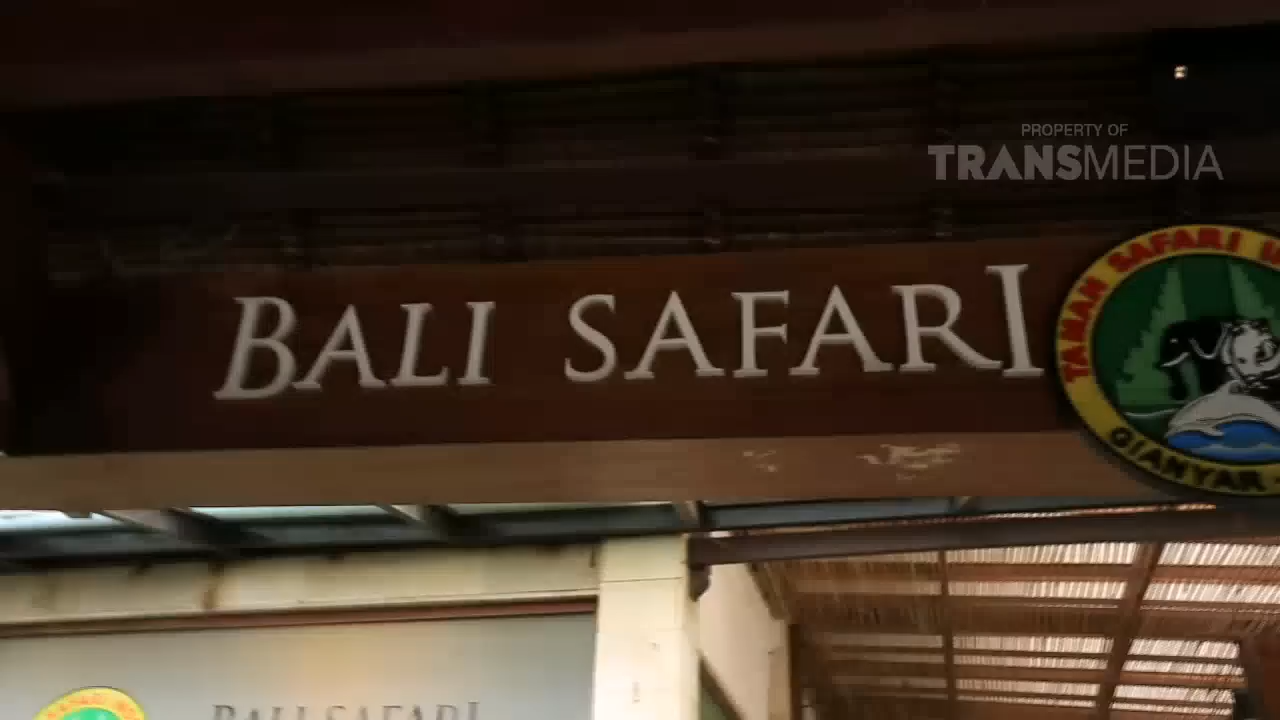 PROPERTY OF
TRANSMEDIA
BALI SAFARI
TAMAN SAFARI
GIANYAR -
BALI SAFARI